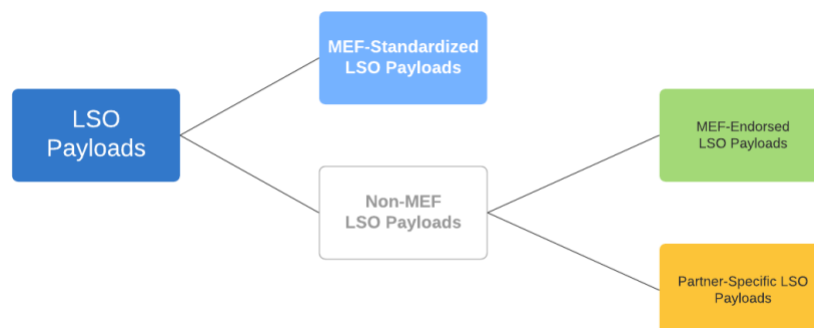 MEF-Standardized
LSO Payloads
LSO
Payloads
MEF-Endorsed
LSO Payloads
Non-MEF
LSO Payloads
Partner-Specific LSO
Payloads